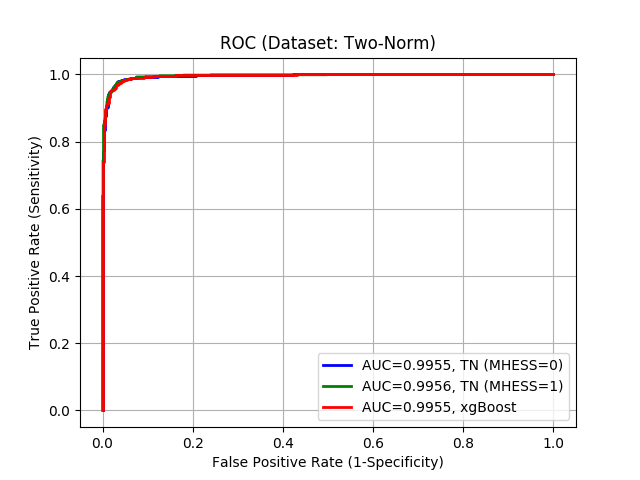 ROC (Dataset: Two-Norm)
True Positive Rate (Sensitivity)
1.0
0.8
0.6
0.4
0.2
0.0
AUC=0.9955, TN (MHESS=0)
AUC=0.9956, TN (MHESS=1)
AUC=0.9955, xgBoost
0.0 0.2 0.4 0.6 0.8 1.0
False Positive Rate (1-Specificity)